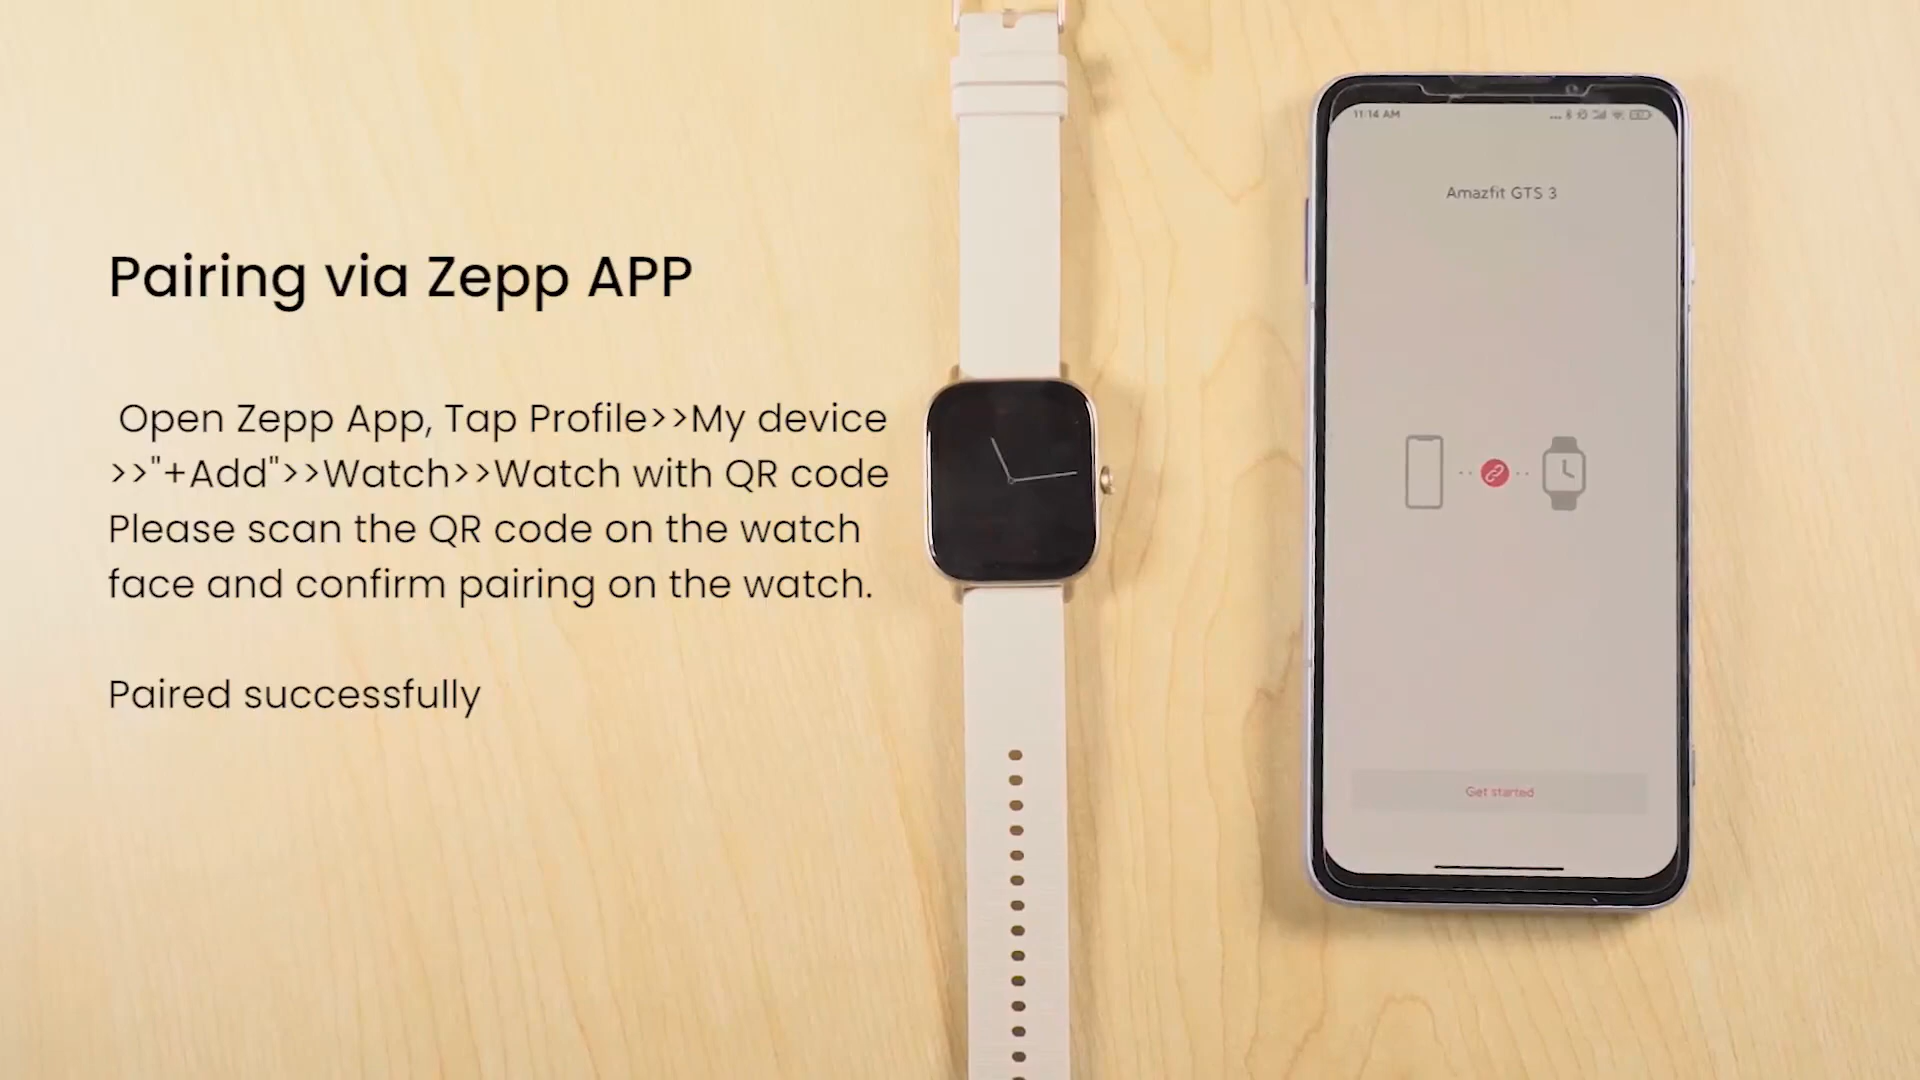 Pairing via Zepp APP
Open Zepp App, Tap Profile>>My device
>>"+Add">>Watch>>Watch with QR code
Please scan the QR code on the watch
face and confirm pairing on the watch.
Paired successfully
11:14 AM
Amazfit GTS 3
Get started